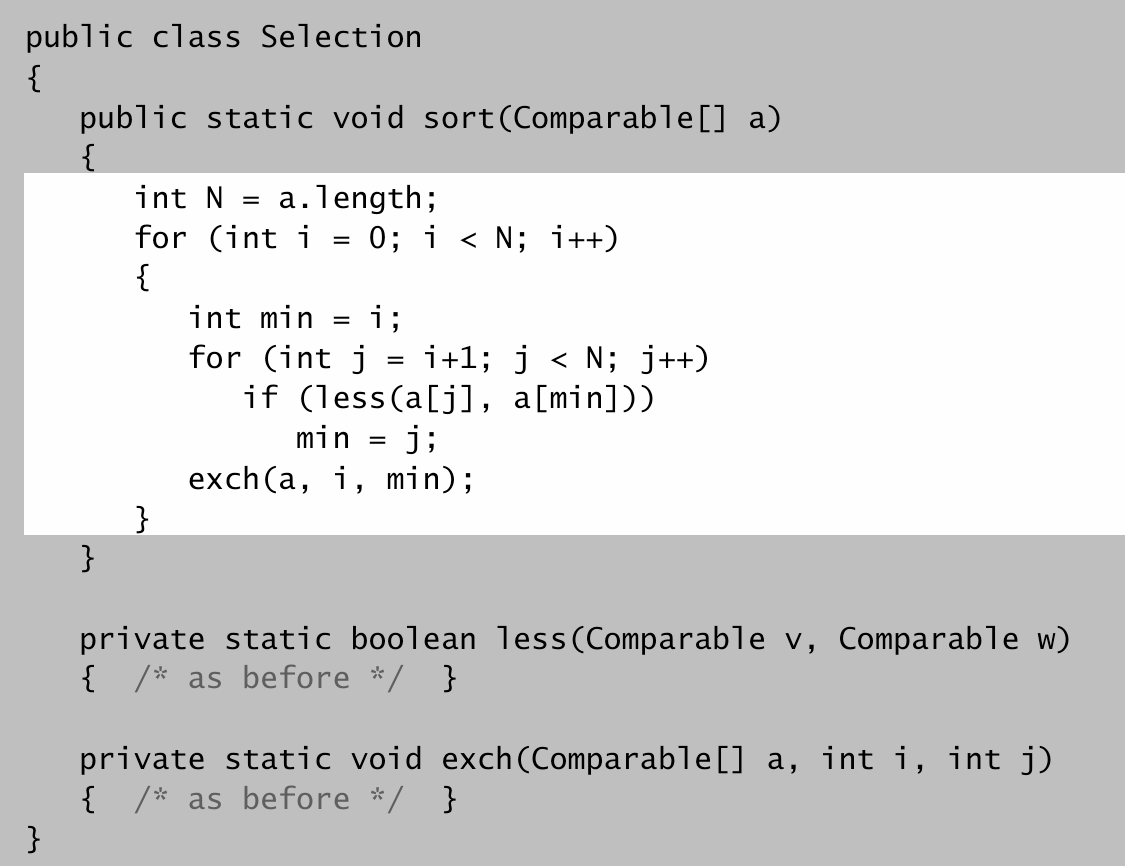 public class Selection
{
   public static void sort(Comparable[] a)
   {
      int N = a.length;
      for (int i = 0; i < N; i++)
      {
         int min = i;
         for (int j = i+1; j < N; j++)
            if (less(a[j], a[min]))
               min = j;
         exch(a, i, min);
      }
   }

   private static boolean less(Comparable v, Comparable w)
   {  /* as before */  }

   private static void exch(Comparable[] a, int i, int j)
   {  /* as before */  }
}